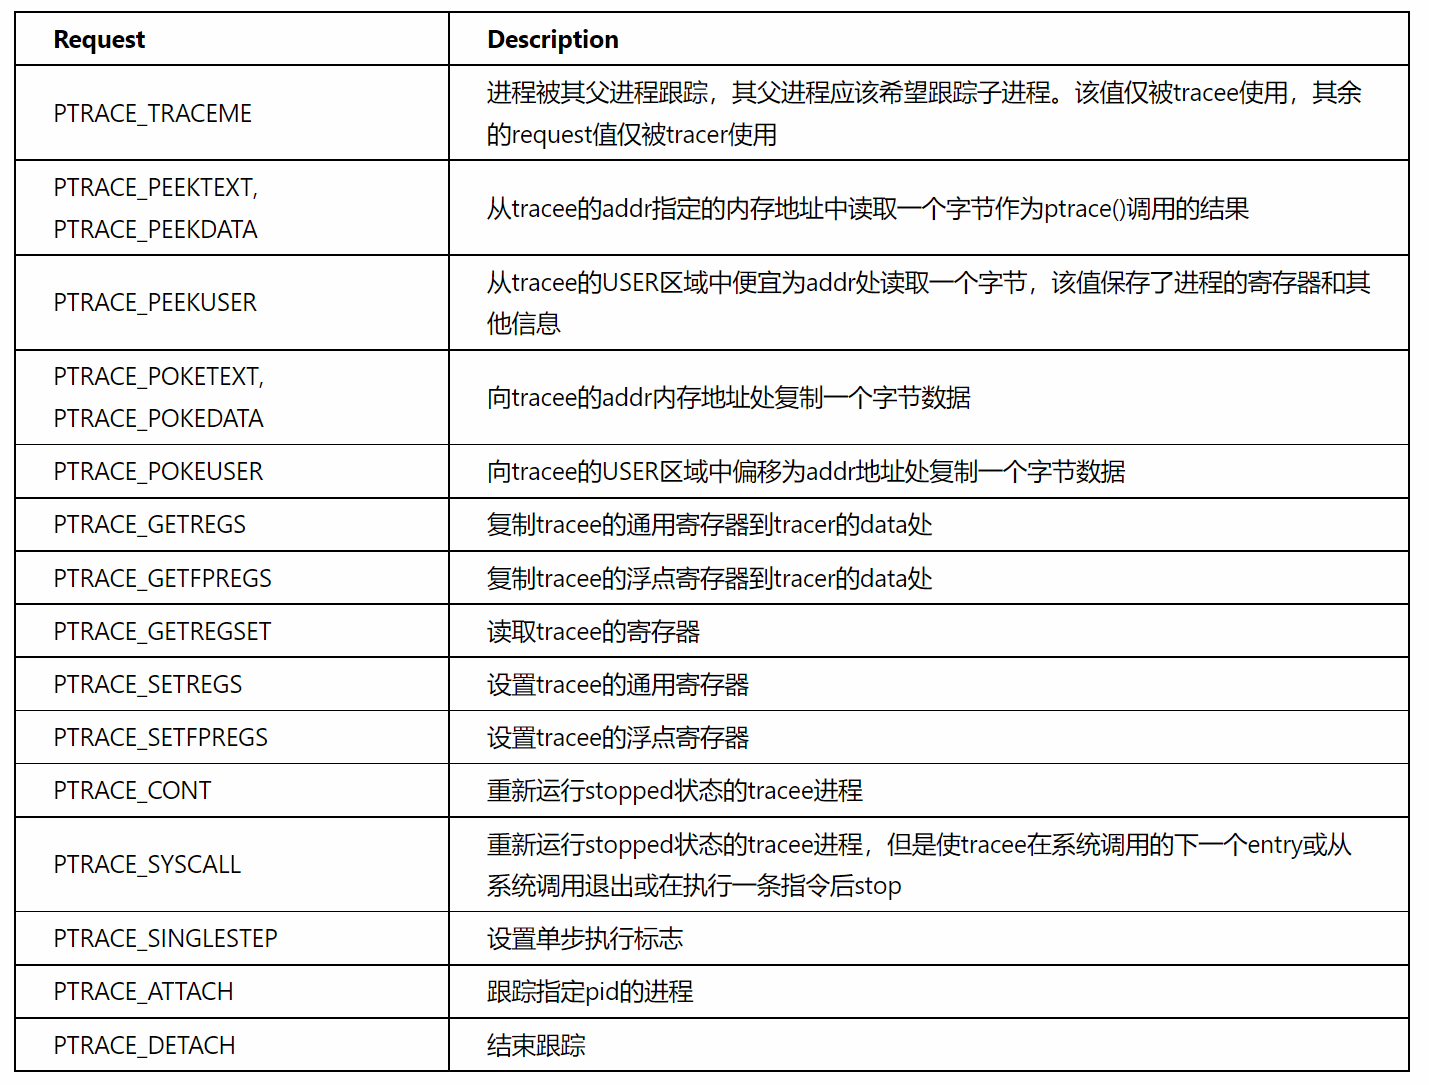 Request Description
PTRACE_TRACEME
进程被其父进程跟踪，其父进程应该希望跟踪子进程。该值仅被tracee使用，其余
的request值仅被tracer使用
PTRACE_PEEKTEXT,
PTRACE_PEEKDATA
从tracee的addr指定的内存地址中读取一个字节作为ptrace()调用的结果
PTRACE_PEEKUSER
从tracee的USER区域中便宜为addr处读取一个字节，该值保存了进程的寄存器和其
他信息
PTRACE_POKETEXT,
PTRACE_POKEDATA
向tracee的addr内存地址处复制一个字节数据
PTRACE_POKEUSER 向tracee的USER区域中偏移为addr地址处复制一个字节数据
PTRACE_GETREGS 复制tracee的通用寄存器到tracer的data处
PTRACE_GETFPREGS 复制tracee的浮点寄存器到tracer的data处
PTRACE_GETREGSET 读取tracee的寄存器
PTRACE_SETREGS 设置tracee的通用寄存器
PTRACE_SETFPREGS 设置tracee的浮点寄存器
PTRACE_CONT 重新运行stopped状态的tracee进程
PTRACE_SYSCALL
重新运行stopped状态的tracee进程，但是使tracee在系统调用的下一个entry或从
系统调用退出或在执行一条指令后stop
PTRACE_SINGLESTEP 设置单步执行标志
PTRACE_ATTACH 跟踪指定pid的进程
PTRACE_DETACH 结束跟踪